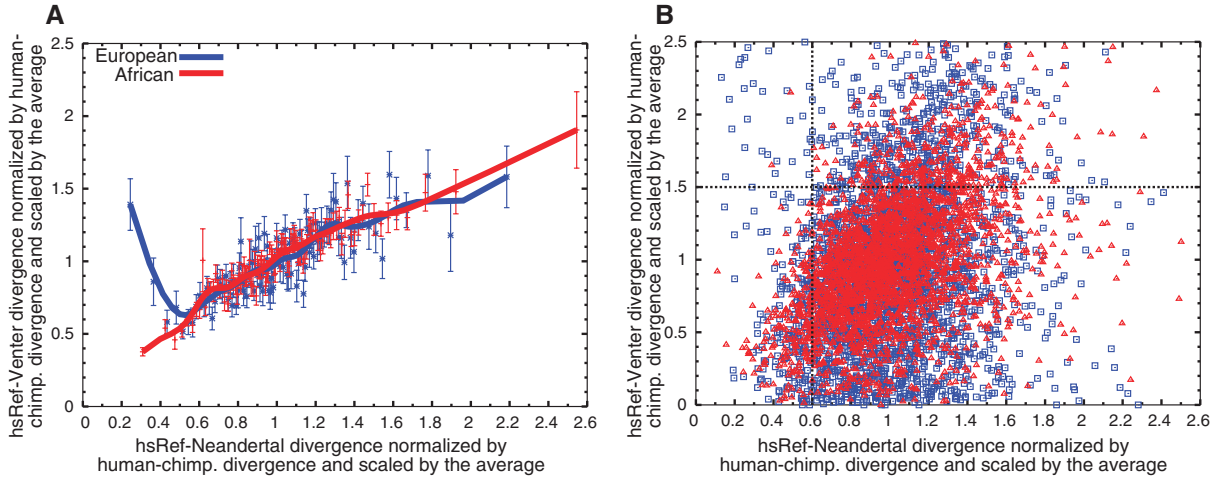 A
hsRef-Venter divergence normalized by human-
chimp. divergence and scaled by the average
2.5
2
1.5
1
0.5
0
European
African
0 0.2 0.4 0.6 0.8 1 1.2 1.4 1.6 1.8 2 2.2 2.4 2.6
hsRef-Neandertal divergence normalized by
human-chimp. divergence and scaled by the average
B
hsRef-Venter divergence normalized by human-
chimp. divergence and scaled by the average
2.5
2
1.5
1
0.5
0
0 0.2 0.4 0.6 0.8 1 1.2 1.4 1.6 1.8 2 2.2 2.4 2.6
hsRef-Neandertal divergence normalized by
human-chimp. divergence and scaled by the average